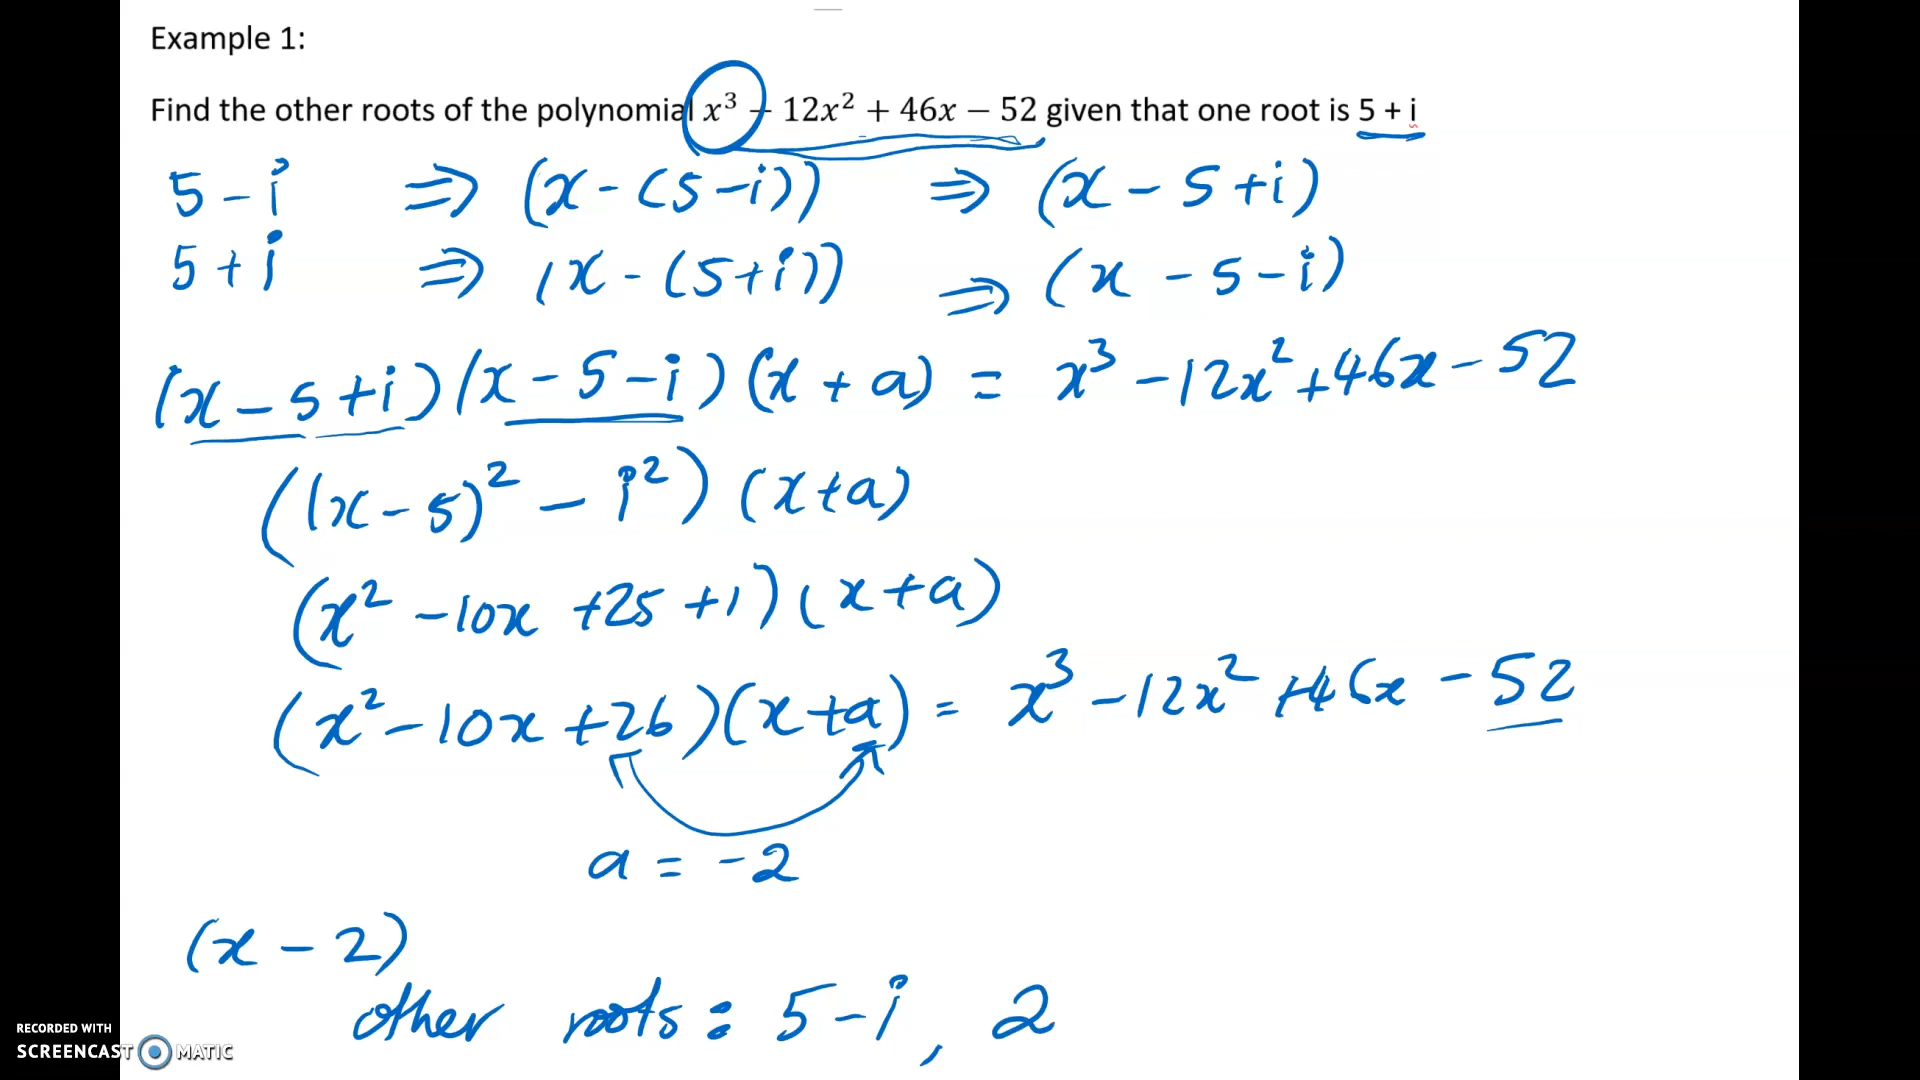 Example 1:
Find the other roots of the polynomial x³ − 12x² + 46x − 52 given that one root is 5 + i
5 - i ⇒ (x - (5 - i)) ⇒ (x - 5 + i)
5 + i ⇒ (x - (5 + i)) ⇒ (x - 5 - i)
(x - 5 + i)(x - 5 - i)(x + a) = x³ - 12x² + 46x - 52
((x - 5)² - i²)(x + a)
(x² - 10x + 25 + 1)(x + a)
(x² - 10x + 26)(x + a) = x³ - 12x² + 46x - 52
a = -2
(x - 2)
other roots: 5 - i, 2
RECORDED WITH
SCREENCAST MATIC